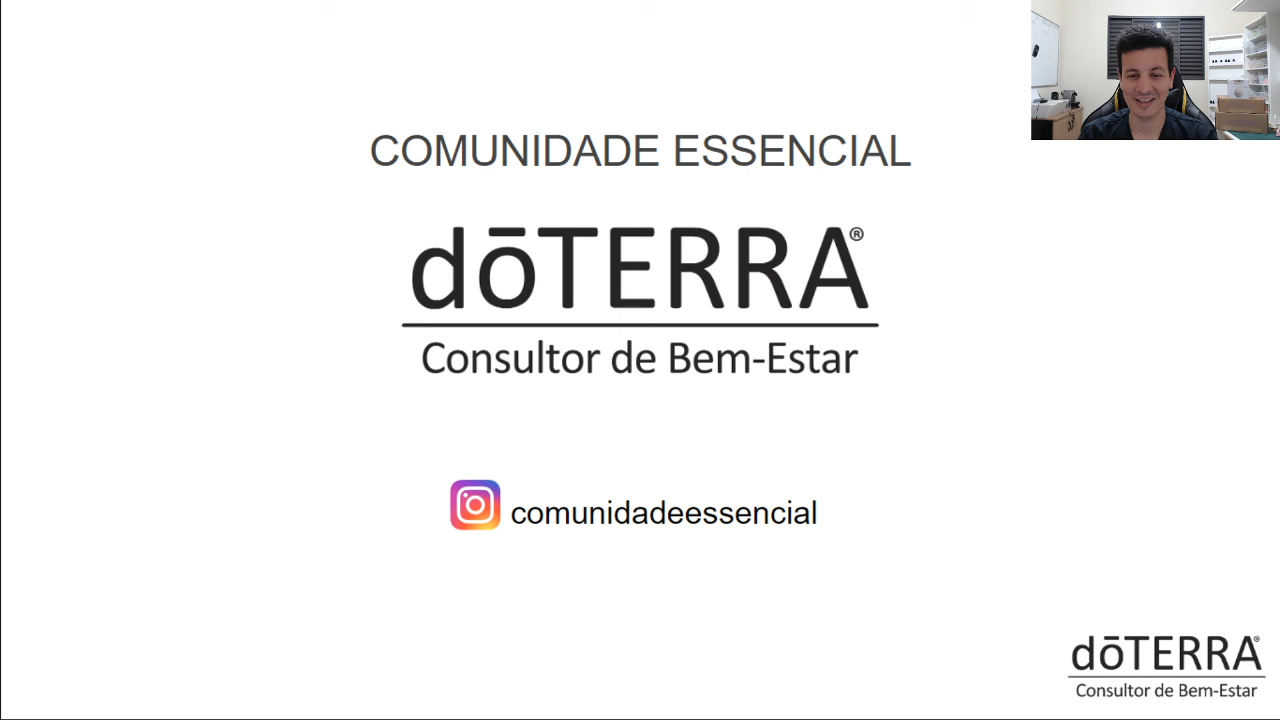 COMUNIDADE ESSENCIAL
dōTERRA®
Consultor de Bem-Estar
comunidadeessencial
dōTERRA®
Consultor de Bem-Estar